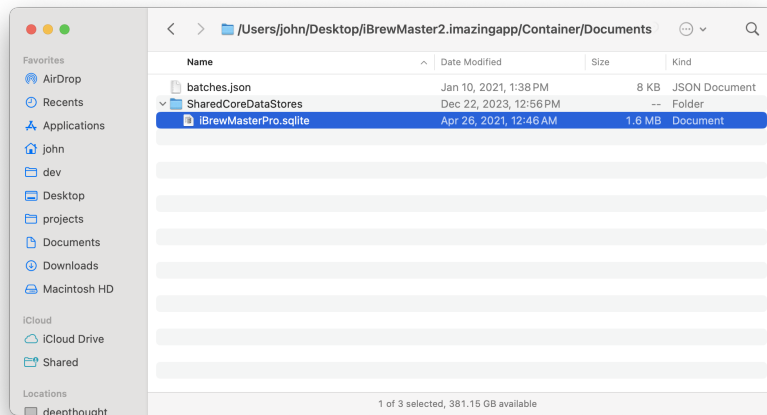 /Users/john/Desktop/iBrewMaster2.imazingapp/Container/Documents
Favorites
AirDrop
Recents
Applications
john
dev
Desktop
projects
Documents
Downloads
Macintosh HD
iCloud
iCloud Drive
Shared
Locations
deepthought
Name Date Modified Size Kind
batches.json Jan 10, 2021, 1:38 PM 8 KB JSON Document
SharedCoreDataStores Dec 22, 2023, 12:56 PM -- Folder
iBrewMasterPro.sqlite Apr 26, 2021, 12:46 AM 1.6 MB Document
1 of 3 selected, 381.15 GB available